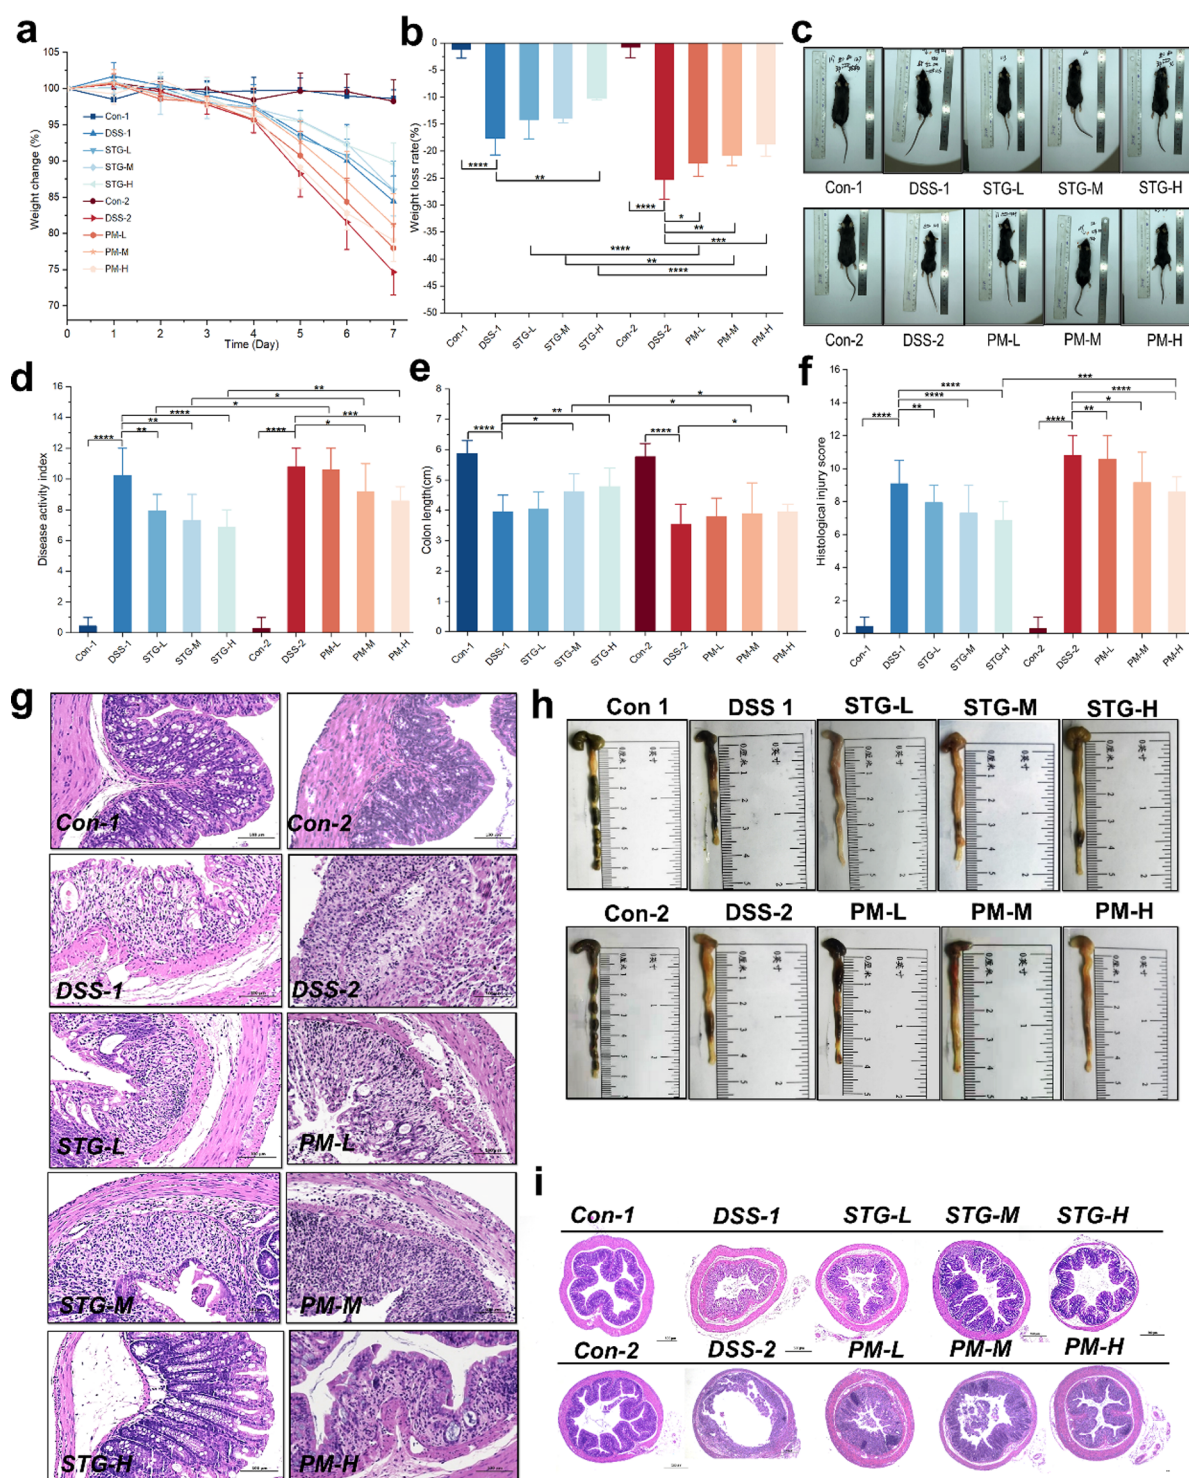 a
105
100
95
90
85
80
75
70
Weight change (%)
Con-1
DSS-1
STG-L
STG-M
STG-H
Con-2
DSS-2
PM-L
PM-M
PM-H
0 1 2 3 4 5 6 7
Time (Day)
b
0
-5
-10
-15
-20
-25
-30
-35
-40
-45
-50
Weight loss rate(%)
****
**
****
*
**
***
****
**
****
Con-1 DSS-1 STG-L STG-M STG-H Con-2 DSS-2 PM-L PM-M PM-H
c
Con-1 DSS-1 STG-L STG-M STG-H
Con-2 DSS-2 PM-L PM-M PM-H
d
16
14
12
10
8
6
4
2
0
Disease activity index
**
*
*
****
***
**
*
****
**
****
Con-1 DSS-1 STG-L STG-M STG-H Con-2 DSS-2 PM-L PM-M PM-H
e
8
7
6
5
4
3
2
1
0
Colon length(cm)
*
*
**
*
*
****
****
Con-1 DSS-1 STG-L STG-M STG-H Con-2 DSS-2 PM-L PM-M PM-H
f
16
14
12
10
8
6
4
2
0
Histological injury score
***
****
****
****
*
**
**
****
****
Con-1 DSS-1 STG-L STG-M STG-H Con-2 DSS-2 PM-L PM-M PM-H
g
Con-1 Con-2
DSS-1 DSS-2
STG-L PM-L
STG-M PM-M
STG-H PM-H
h
Con 1 DSS 1 STG-L STG-M STG-H
Con-2 DSS-2 PM-L PM-M PM-H
i
Con-1 DSS-1 STG-L STG-M STG-H
Con-2 DSS-2 PM-L PM-M PM-H